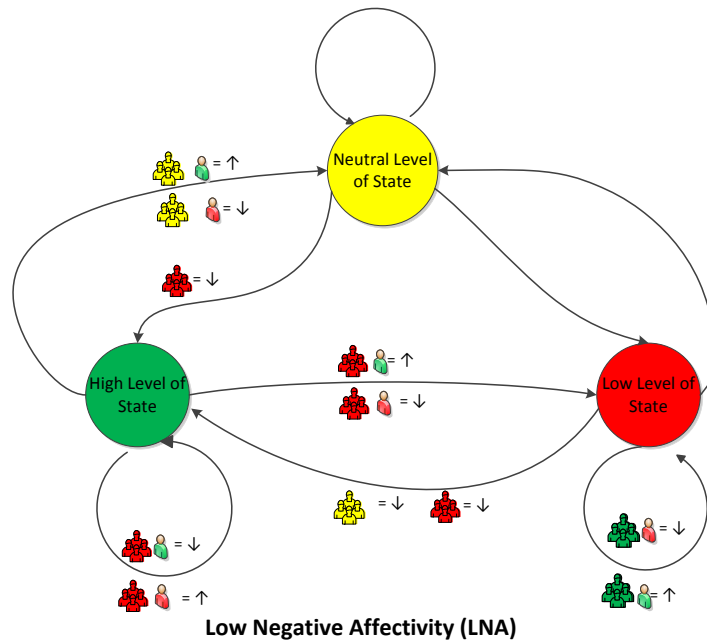 Neutral Level
of State
= ↑
= ↓
= ↓
High Level of
State
= ↑
= ↓
Low Level of
State
= ↓ = ↓
= ↓
= ↑
= ↓
= ↑
Low Negative Affectivity (LNA)